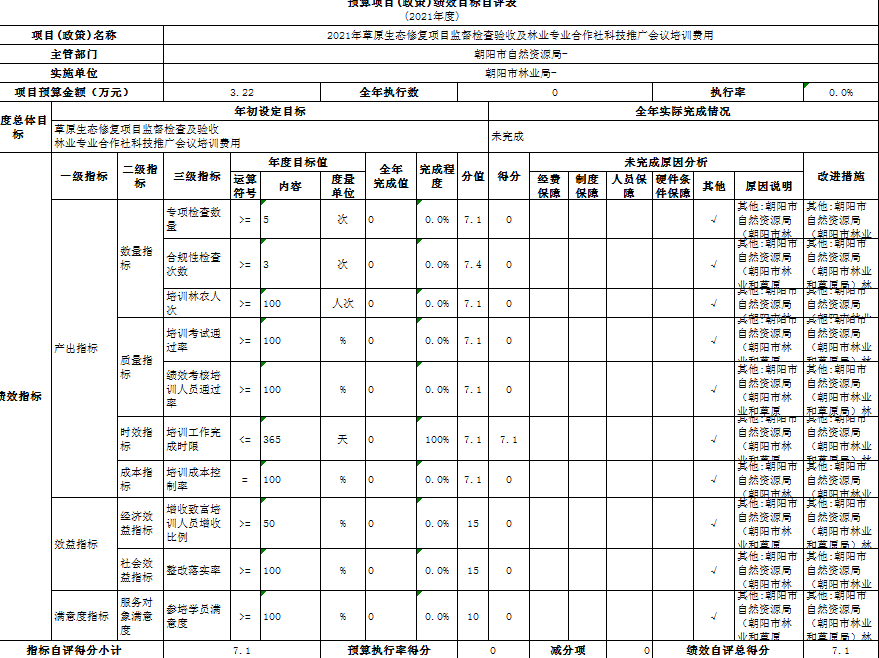 预算项目(政策)绩效目标自评表
(2021年度)
项目(政策)名称 2021年草原生态修复项目监督检查验收及林业专业合作社科技推广会议培训费用
主管部门 朝阳市自然资源局-
实施单位 朝阳市林业局-
项目预算金额(万元) 3.22 全年执行数 0 执行率 0.0%
度总体目标 年初设定目标 全年实际完成情况
草原生态修复项目监督检查及验收
林业专业合作社科技推广会议培训费用
未完成
绩效指标 一级指标 二级指标 三级指标 年度目标值 全年完成值 完成程度 分值 得分 未完成原因分析 改进措施
运算符号 内容 度量单位 经费保障 制度保障 人员保障 硬件条件保障 其他 原因说明
产出指标 数量指标 专项检查数量 >= 5 次 0 0.0% 7.1 0 √ 其他:朝阳市自然资源局(朝阳市林 其他:朝阳市自然资源局(朝阳市林业
合规性检查次数 >= 3 次 0 0.0% 7.4 0 √ 其他:朝阳市自然资源局(朝阳市林业和草原 其他:朝阳市自然资源局(朝阳市林业和草原局)林
培训林农人次 >= 100 人次 0 0.0% 7.1 0 √ 其他:朝阳市自然资源局(朝阳市林 其他:朝阳市自然资源局(朝阳市林业
质量指标 培训考试通过率 >= 100 % 0 0.0% 7.1 0 √ 其他:朝阳市自然资源局(朝阳市林业和草原 其他:朝阳市自然资源局(朝阳市林业和草原局)林
绩效考核培训人员通过率 >= 100 % 0 0.0% 7.1 0 √ 其他:朝阳市自然资源局(朝阳市林业和草原 其他:朝阳市自然资源局(朝阳市林业和草原局)林
时效指标 培训工作完成时限 <= 365 天 0 100% 7.1 7.1 √ 其他:朝阳市自然资源局(朝阳市林业和草原 其他:朝阳市自然资源局(朝阳市林业和草原局)林
成本指标 培训成本控制率 = 100 % 0 0.0% 7.1 0 √ 其他:朝阳市自然资源局(朝阳市林 其他:朝阳市自然资源局(朝阳市林业
效益指标 经济效益指标 增收致富培训人员增收比例 >= 50 % 0 0.0% 15 0 √ 其他:朝阳市自然资源局(朝阳市林业和草原 其他:朝阳市自然资源局(朝阳市林业和草原局)林
社会效益指标 整改落实率 >= 100 % 0 0.0% 15 0 √ 其他:朝阳市自然资源局(朝阳市林 其他:朝阳市自然资源局(朝阳市林业
满意度指标 服务对象满意度 参培学员满意度 >= 100 % 0 0.0% 10 0 √ 其他:朝阳市自然资源局(朝阳市林业和草原 其他:朝阳市自然资源局(朝阳市林业和草原局)林
指标自评得分小计 7.1 预算执行率得分 0 减分项 0 绩效自评总得分 7.1